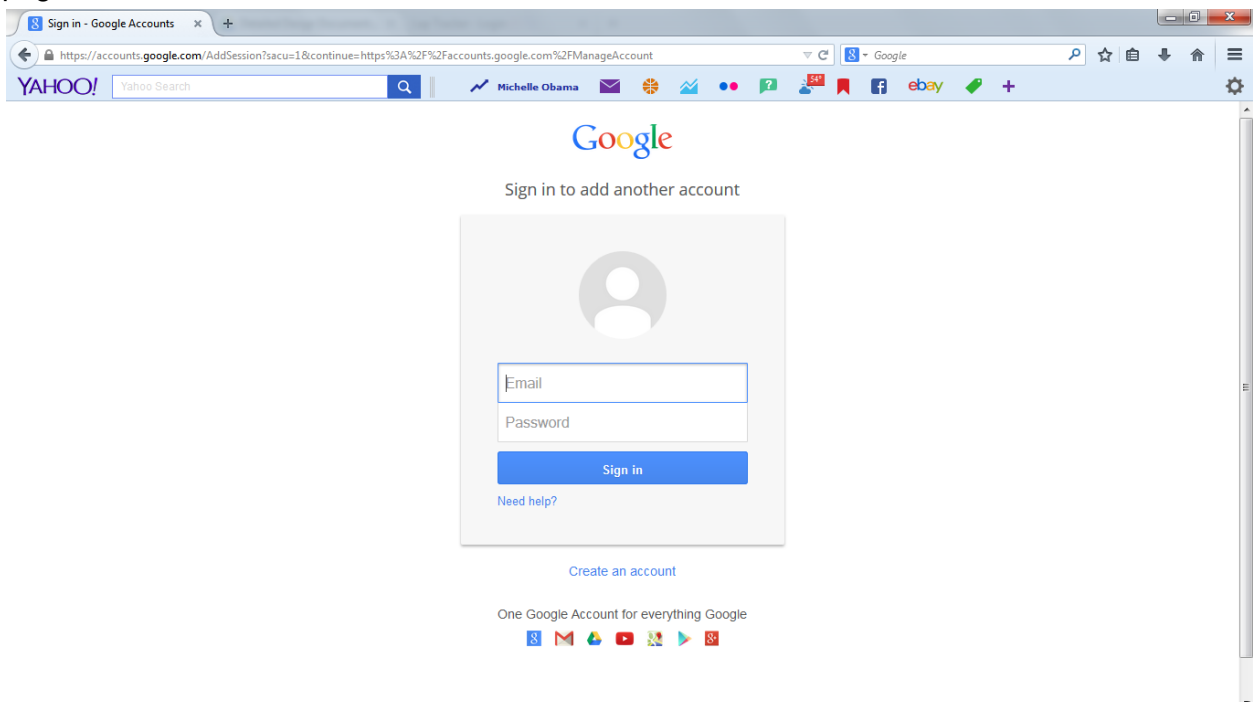 Sign in - Google Accounts
https://accounts.google.com/AddSession?sacu=1&continue=https%3A%2F%2Faccounts.google.com%2FManageAccount
8 Google
YAHOO! Yahoo Search Michelle Obama 54° ebay
Google
Sign in to add another account
Email
Password
Sign in
Need help?
Create an account
One Google Account for everything Google